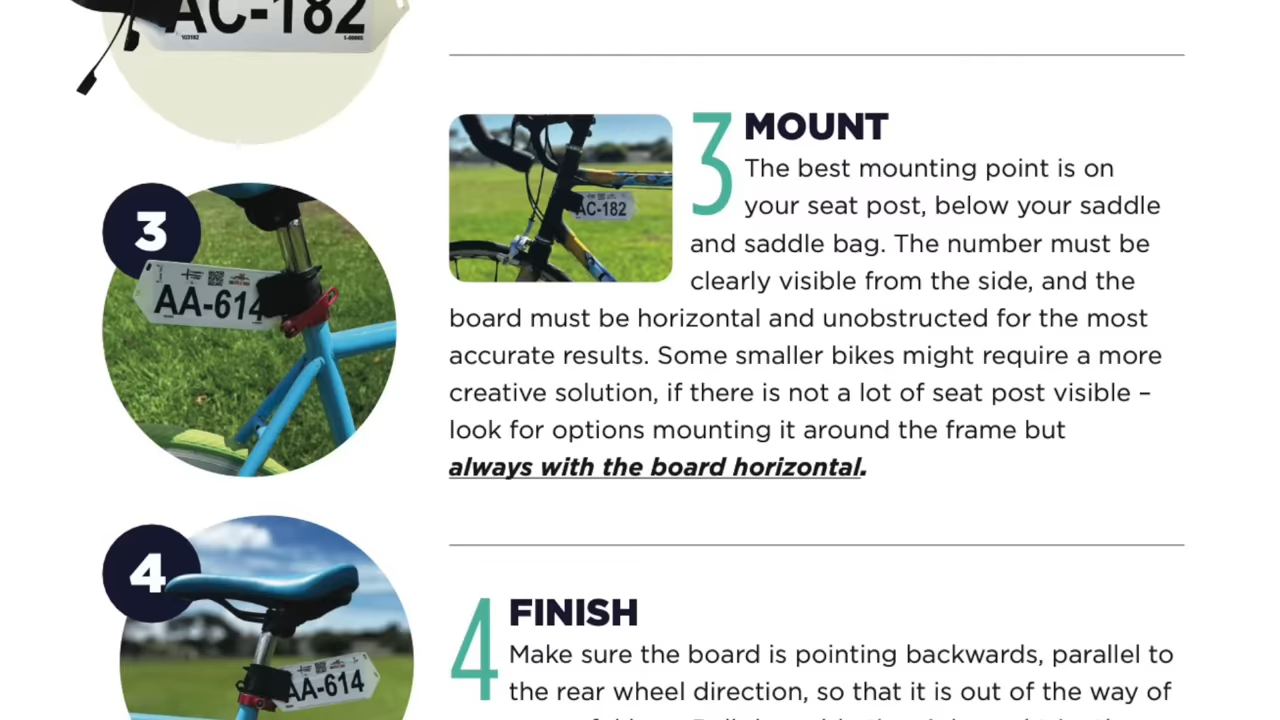 AC-182
103182
1-00005
3
AA-614
4
AA-614
AC-182
3 MOUNT
The best mounting point is on
your seat post, below your saddle
and saddle bag. The number must be
clearly visible from the side, and the
board must be horizontal and unobstructed for the most
accurate results. Some smaller bikes might require a more
creative solution, if there is not a lot of seat post visible –
look for options mounting it around the frame but
always with the board horizontal.
4 FINISH
Make sure the board is pointing backwards, parallel to
the rear wheel direction, so that it is out of the way of